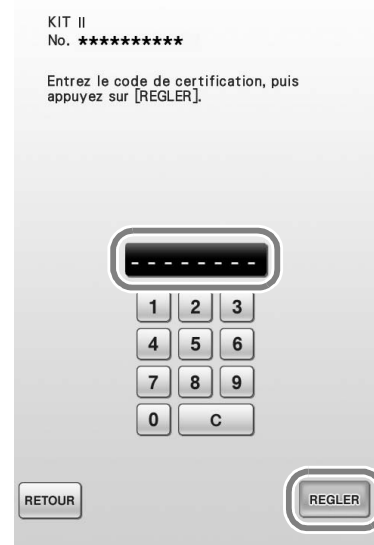 KIT II
No. **********
Entrez le code de certification, puis
appuyez sur [REGLER].
- - - - - - - -
1 2 3
4 5 6
7 8 9
0 C
RETOUR REGLER